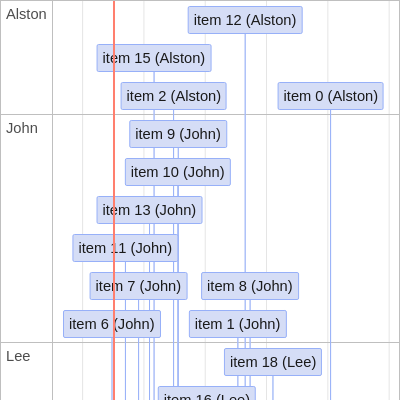 Alston
item 12 (Alston)
item 15 (Alston)
item 2 (Alston)
item 0 (Alston)
John
item 9 (John)
item 10 (John)
item 13 (John)
item 11 (John)
item 7 (John)
item 8 (John)
item 6 (John)
item 1 (John)
Lee
item 18 (Lee)
item 16 (Lee)